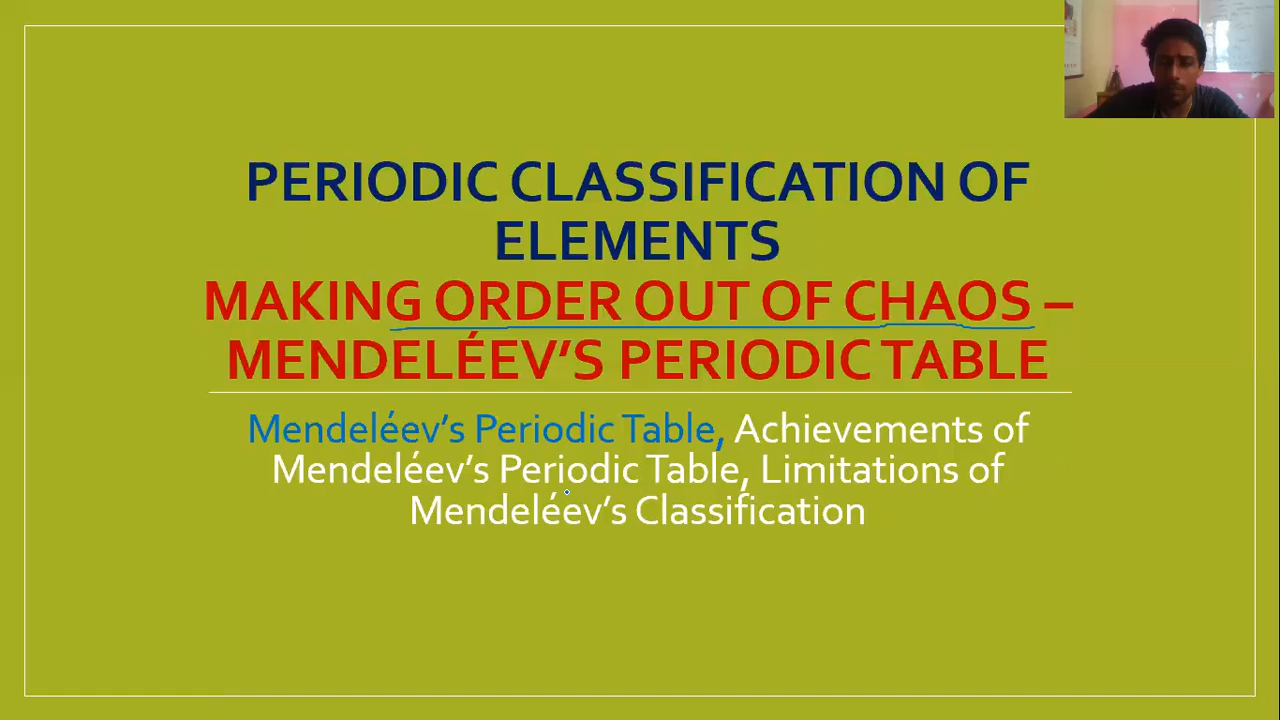 PERIODIC CLASSIFICATION OF
ELEMENTS
MAKING ORDER OUT OF CHAOS –
MENDELÉEV’S PERIODIC TABLE
Mendeléev’s Periodic Table, Achievements of
Mendeléev’s Periodic Table, Limitations of
Mendeléev’s Classification